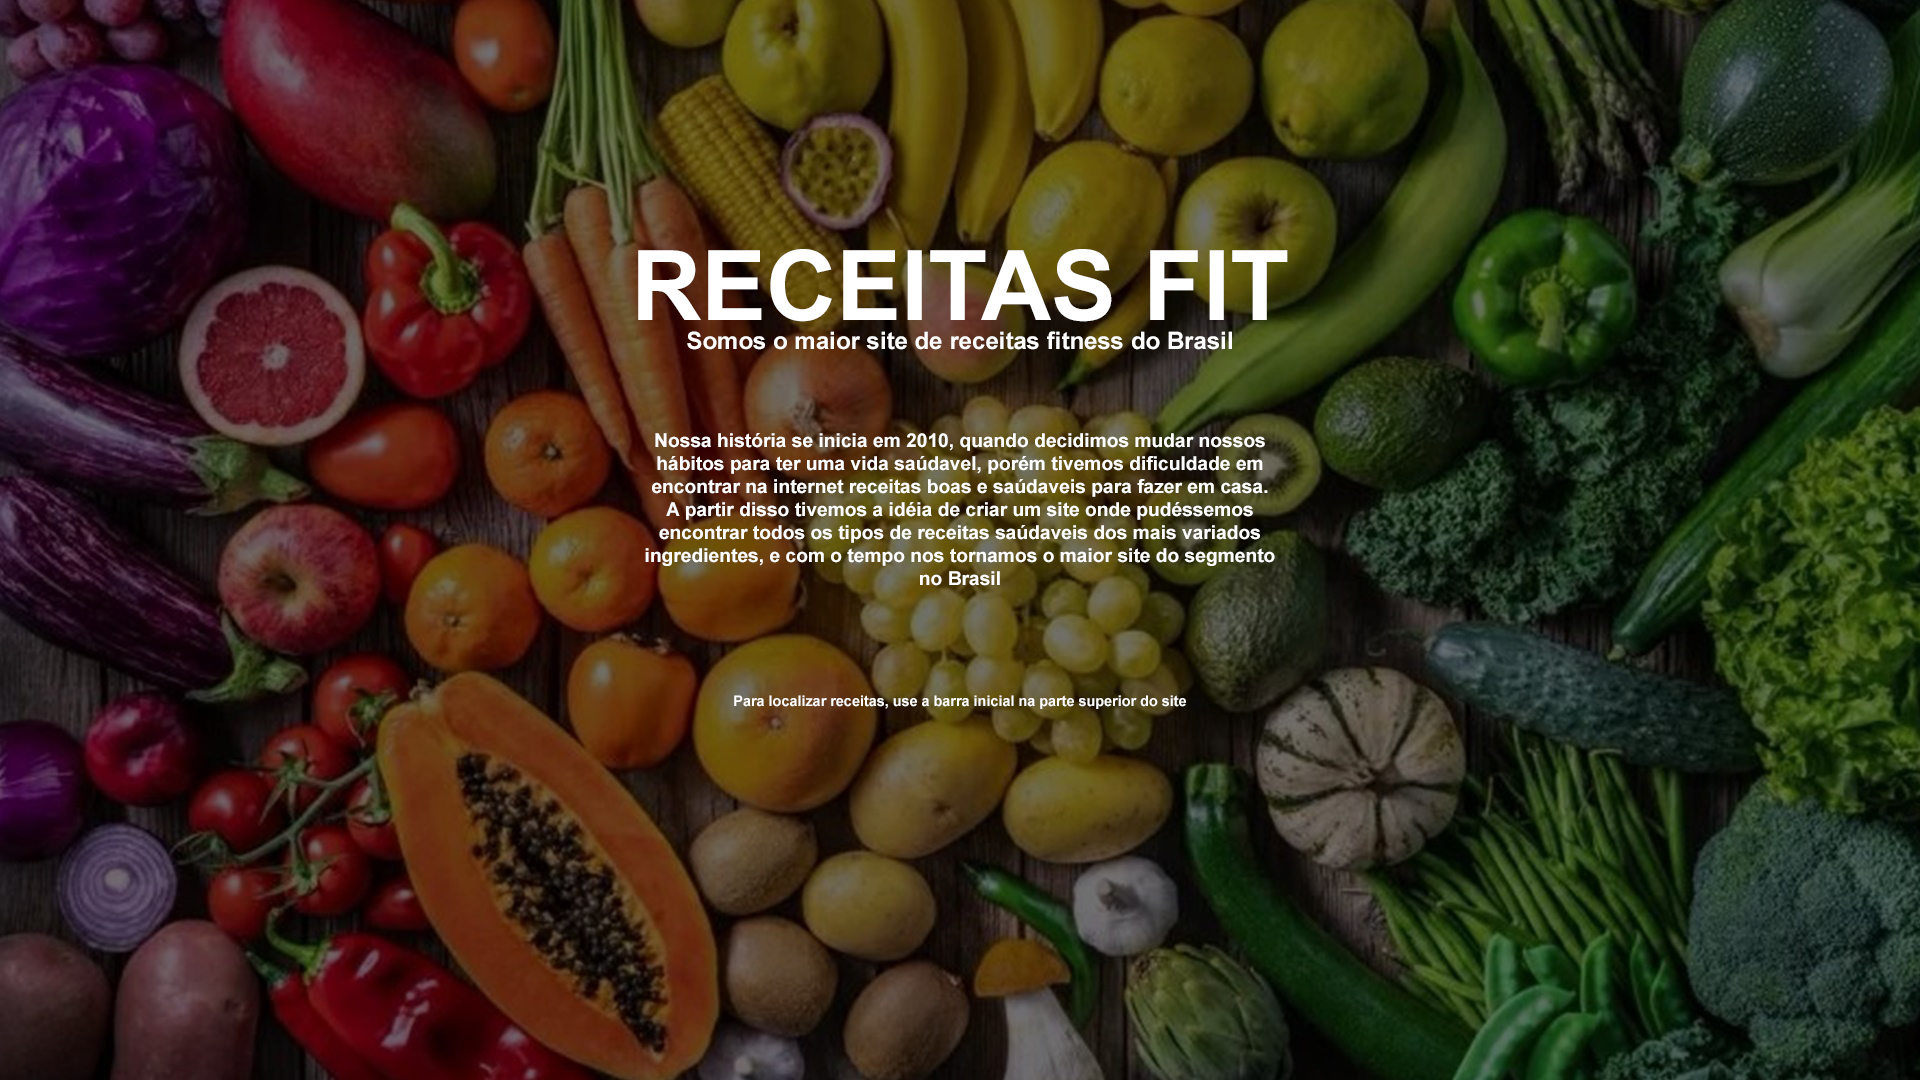 RECEITAS FIT
Somos o maior site de receitas fitness do Brasil
Nossa história se inicia em 2010, quando decidimos mudar nossos
hábitos para ter uma vida saúdavel, porém tivemos dificuldade em
encontrar na internet receitas boas e saúdaveis para fazer em casa.
A partir disso tivemos a idéia de criar um site onde pudéssemos
encontrar todos os tipos de receitas saúdaveis dos mais variados
ingredientes, e com o tempo nos tornamos o maior site do segmento
no Brasil
Para localizar receitas, use a barra inicial na parte superior do site